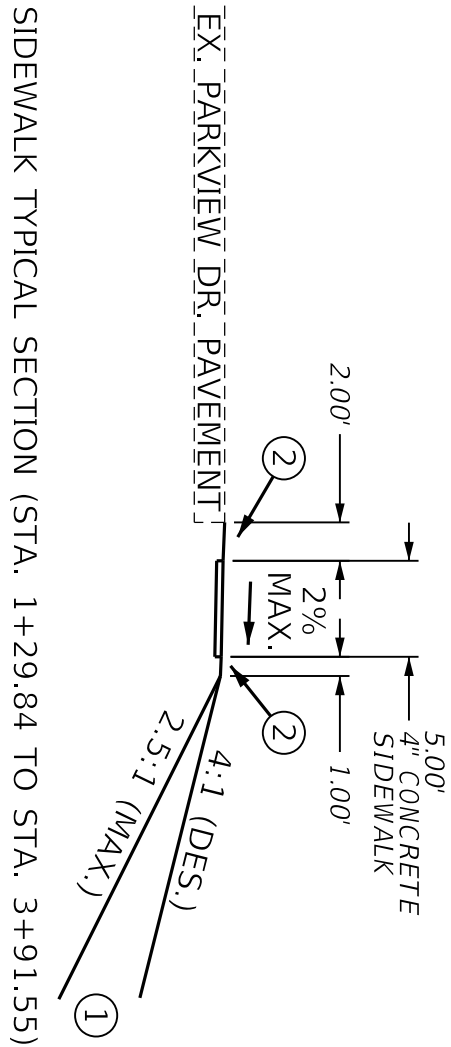 5.00'
4" CONCRETE
SIDEWALK
2.00'
1.00'
2%
MAX.
2
2
EX. PARKVIEW DR. PAVEMENT
4:1 (DES.)
2.5:1 (MAX.)
1
SIDEWALK TYPICAL SECTION (STA. 1+29.84 TO STA. 3+91.55)